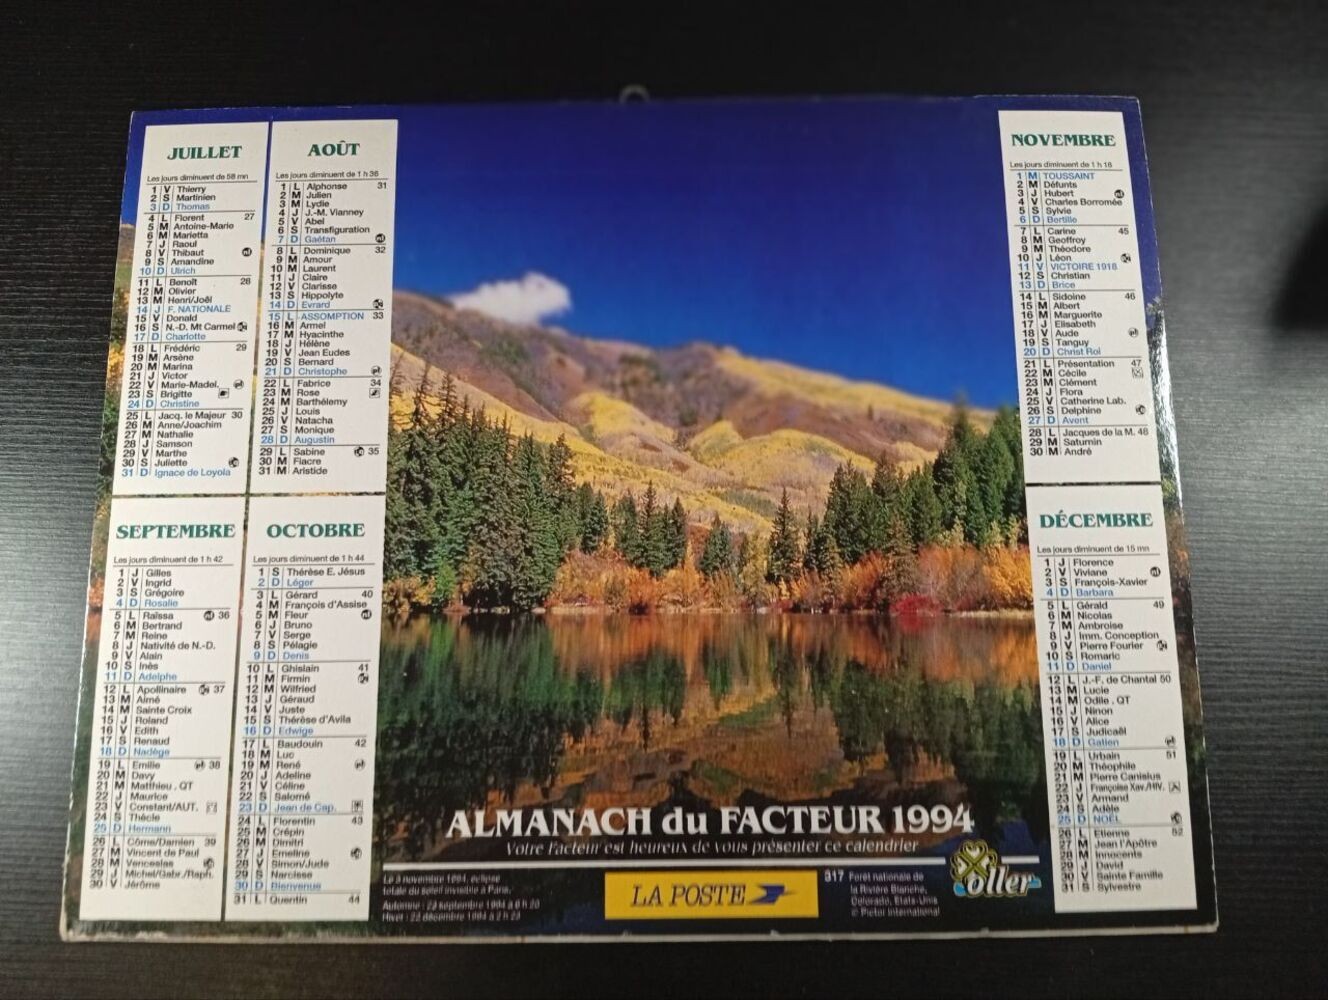 JUILLET
Les jours diminuent de 58 mn
1 V Thierry
2 S Martinien
3 D Thomas
4 L Florent 27
5 M Antoine-Marie
6 M Marietta
7 J Raoul
8 V Thibaut
9 S Amandine
10 D Ulrich
11 L Benoît 28
12 M Olivier
13 M Henri/Joël
14 J F. NATIONALE
15 V Donald
16 S N.-D. Mt Carmel
17 D Charlotte
18 L Frédéric 29
19 M Arsène
20 M Marina
21 J Victor
22 V Marie-Madel.
23 S Brigitte
24 D Christine
25 L Jacq. le Majeur 30
26 M Anne/Joachim
27 M Nathalie
28 J Samson
29 V Marthe
30 S Juliette
31 D Ignace de Loyola
AOÛT
Les jours diminuent de 1 h 36
1 L Alphonse 31
2 M Julien
3 M Lydie
4 J J.-M. Vianney
5 V Abel
6 S Transfiguration
7 D Gaétan
8 L Dominique 32
9 M Amour
10 M Laurent
11 J Claire
12 V Clarisse
13 S Hippolyte
14 D Evrard
15 L ASSOMPTION 33
16 M Armel
17 M Hyacinthe
18 J Hélène
19 V Jean Eudes
20 S Bernard
21 D Christophe
22 L Fabrice 34
23 M Rose
24 M Barthélemy
25 J Louis
26 V Natacha
27 S Monique
28 D Augustin
29 L Sabine 35
30 M Fiacre
31 M Aristide
SEPTEMBRE
Les jours diminuent de 1 h 42
1 J Gilles
2 V Ingrid
3 S Grégoire
4 D Rosalie
5 L Raïssa 36
6 M Bertrand
7 M Reine
8 J Nativité de N.-D.
9 V Alain
10 S Inès
11 D Adelphe
12 L Apollinaire 37
13 M Aimé
14 M Sainte Croix
15 J Roland
16 V Edith
17 S Renaud
18 D Nadège
19 L Emilie 38
20 M Davy
21 M Matthieu . QT
22 J Maurice
23 V Constant/AUT.
24 S Thècle
25 D Hermann
26 L Côme/Damien 39
27 M Vincent de Paul
28 M Venceslas
29 J Michel/Gabr./Raph.
30 V Jérôme
OCTOBRE
Les jours diminuent de 1 h 44
1 S Thérèse E. Jésus
2 D Léger
3 L Gérard 40
4 M François d'Assise
5 M Fleur
6 J Bruno
7 V Serge
8 S Pélagie
9 D Denis
10 L Ghislain 41
11 M Firmin
12 M Wilfried
13 J Géraud
14 V Juste
15 S Thérèse d'Avila
16 D Edwige
17 L Baudouin 42
18 M Luc
19 M René
20 J Adeline
21 V Céline
22 S Salomé
23 D Jean de Cap.
24 L Florentin 43
25 M Crépin
26 M Dimitri
27 J Emeline
28 V Simon/Jude
29 S Narcisse
30 D Bienvenue
31 L Quentin 44
NOVEMBRE
Les jours diminuent de 1 h 18
1 M TOUSSAINT
2 M Défunts
3 J Hubert
4 V Charles Borromée
5 S Sylvie
6 D Bertille
7 L Carine 45
8 M Geoffroy
9 M Théodore
10 J Léon
11 V VICTOIRE 1918
12 S Christian
13 D Brice
14 L Sidoine 46
15 M Albert
16 M Marguerite
17 J Elisabeth
18 V Aude
19 S Tanguy
20 D Christ Roi
21 L Présentation 47
22 M Cécile
23 M Clément
24 J Flora
25 V Catherine Lab.
26 S Delphine
27 D Avent
28 L Jacques de la M. 48
29 M Saturnin
30 M André
DÉCEMBRE
Les jours diminuent de 15 mn
1 J Florence
2 V Viviane
3 S François-Xavier
4 D Barbara
5 L Gérald 49
6 M Nicolas
7 M Ambroise
8 J Imm. Conception
9 V Pierre Fourier
10 S Romaric
11 D Daniel
12 L J.-F. de Chantal 50
13 M Lucie
14 M Odile . QT
15 J Ninon
16 V Alice
17 S Judicaël
18 D Gatien
19 L Urbain 51
20 M Théophile
21 M Pierre Canisius
22 J Françoise Xav./HIV.
23 V Armand
24 S Adèle
25 D NOËL
26 L Etienne 52
27 M Jean l'Apôtre
28 M Innocents
29 J David
30 V Sainte Famille
31 S Sylvestre
ALMANACH du FACTEUR 1994
Votre Facteur est heureux de vous présenter ce calendrier
Le 3 novembre 1994, éclipse
totale du soleil invisible à Paris.
Automne : 23 septembre 1994 à 6 h 20
Hiver : 22 décembre 1994 à 2 h 23
LA POSTE
317 Forêt nationale de
la Rivière Blanche,
Colorado, Etats-Unis
© Pictor International
oller